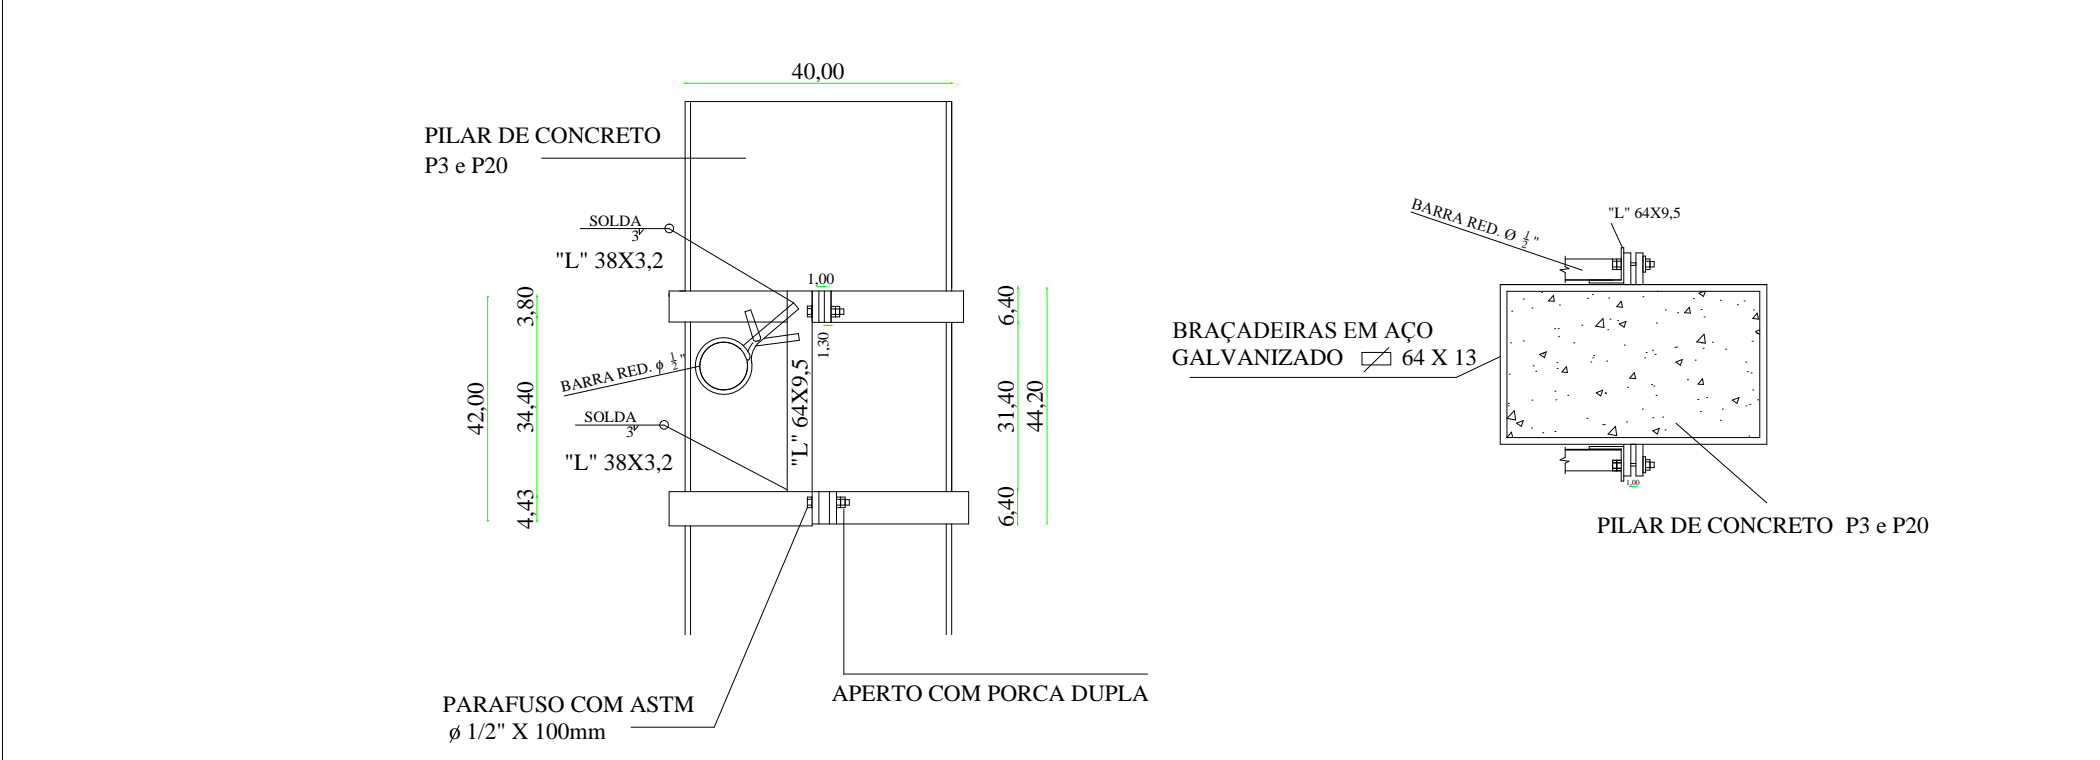 40,00
PILAR DE CONCRETO
P3 e P20
SOLDA
3
"L" 38X3,2
1,00
3,80
6,40
1,30
BARRA RED. ø 1/2"
42,00
34,40
"L" 64X9,5
31,40
44,20
SOLDA
3
"L" 38X3,2
4,43
6,40
PARAFUSO COM ASTM
ø 1/2" X 100mm
APERTO COM PORCA DUPLA
BARRA RED. Ø 1/2"
"L" 64X9,5
BRAÇADEIRAS EM AÇO
GALVANIZADO 64 X 13
1,00
PILAR DE CONCRETO P3 e P20